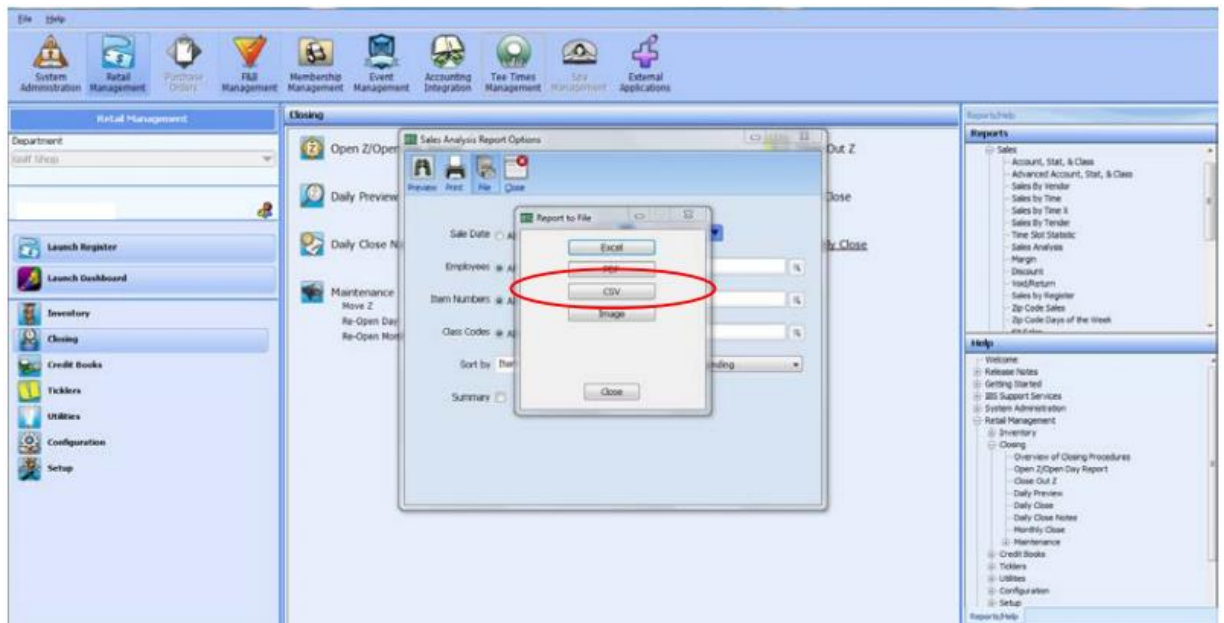 File Help
System Administration
Retail Management
Purchase Orders
F&B Management
Membership Management
Event Management
Accounting Integration
Tee Times Management
Spa Management
External Applications
Retail Management
Department
Golf Shop
Launch Register
Launch Dashboard
Inventory
Closing
Credit Books
Ticklers
Utilities
Configuration
Setup
Closing
Open Z/Open
Out Z
Daily Preview
Close
Daily Close N
ly Close
Maintenance
Move Z
Re-Open Day
Re-Open Mon
Sales Analysis Report Options
Preview Print File Close
Sale Date
Employees
Item Numbers
Class Codes
Sort by
nding
Summary
Report to File
Excel
PDF
CSV
Image
Close
Reports/Help
Reports
Sales
Account, Stat, & Class
Advanced Account, Stat, & Class
Sales By Vendor
Sales by Time
Sales by Time II
Sales By Tender
Time Slot Statistic
Sales Analysis
Margin
Discount
Void/Return
Sales by Register
Zip Code Sales
Zip Code Days of the Week
Help
Welcome
Release Notes
Getting Started
IBS Support Services
System Administration
Retail Management
Inventory
Closing
Overview of Closing Procedures
Open Z/Open Day Report
Close Out Z
Daily Preview
Daily Close
Daily Close Notes
Monthly Close
Maintenance
Credit Books
Ticklers
Utilities
Configuration
Setup
Reports/Help